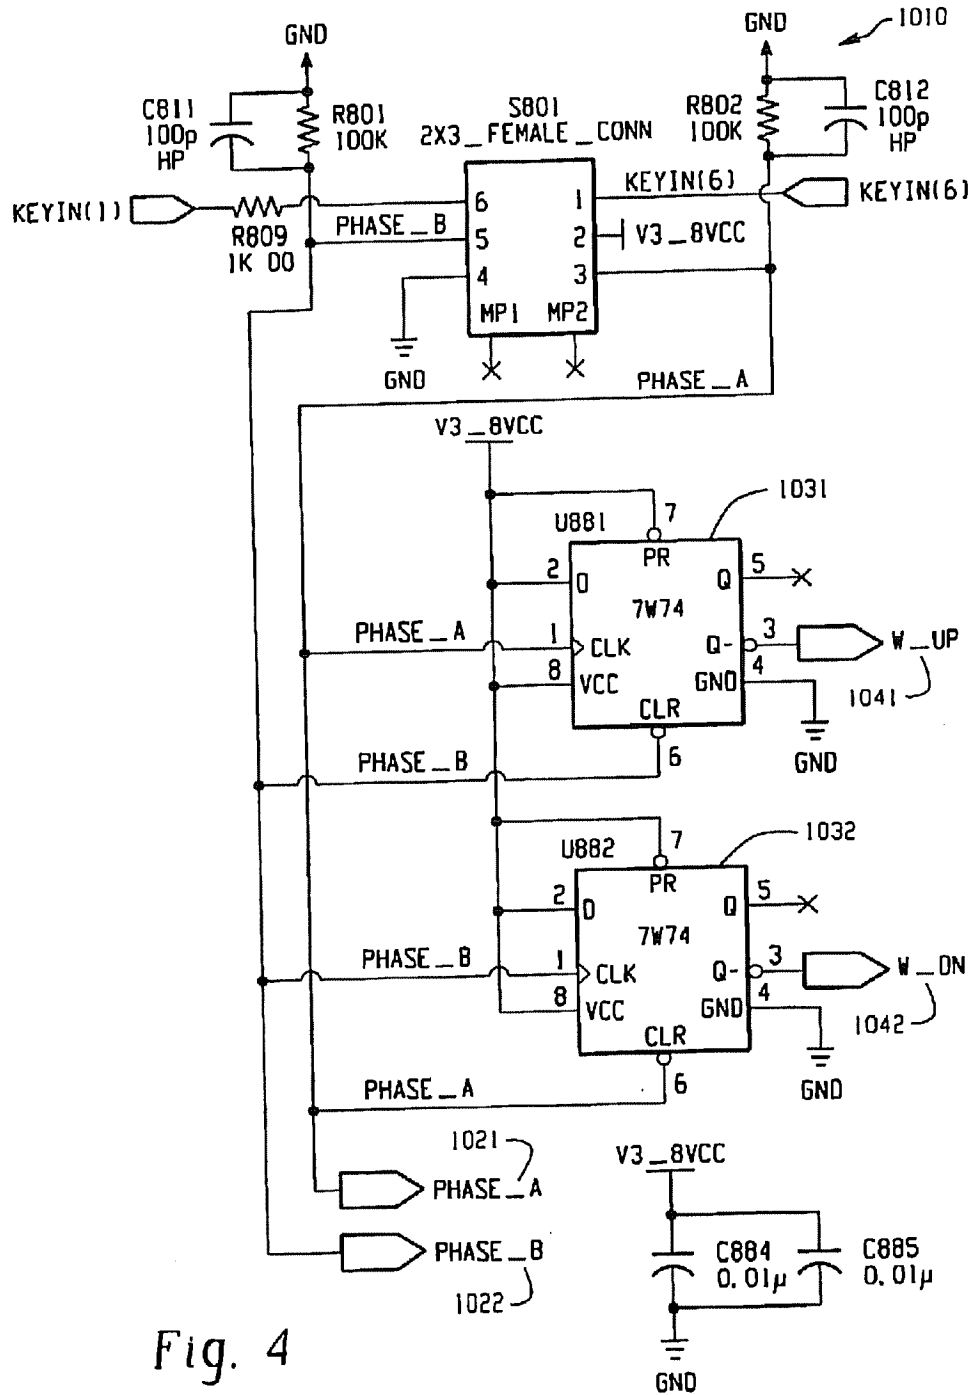 1010
GND
GND
C811
100p
HP
R801
100K
S801
2X3_FEMALE_CONN
R802
100K
C812
100p
HP
KEYIN(1)
R809
1K DO
PHASE_B
6
5
4
1
2
3
MP1
MP2
KEYIN(6)
KEYIN(6)
V3_8VCC
GND
PHASE_A
V3_8VCC
1031
U881
7
PR
2
D
Q
5
7W74
PHASE_A
1
CLK
Q-
3
W_UP
8
VCC
GND
4
1041
CLR
6
GND
PHASE_B
1032
U882
7
PR
2
D
Q
5
7W74
PHASE_B
1
CLK
Q-
3
W_DN
8
VCC
GND
4
1042
CLR
6
GND
PHASE_A
1021
PHASE_A
PHASE_B
1022
V3_8VCC
C884
0.01µ
C885
0.01µ
GND
Fig. 4